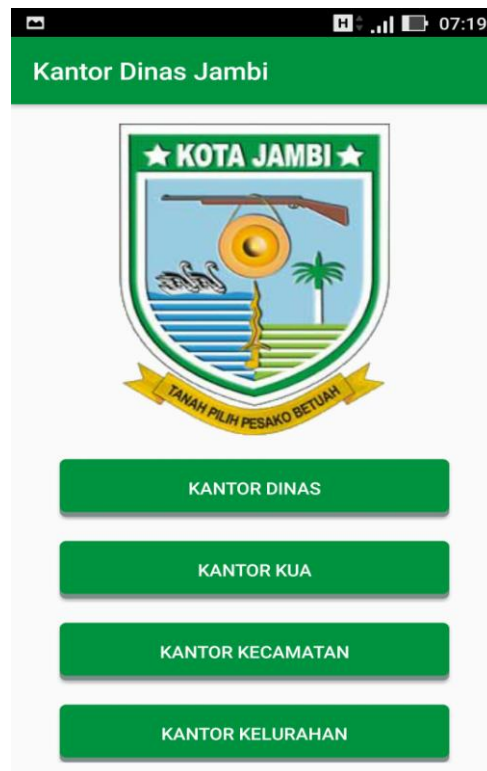 H 07:19
Kantor Dinas Jambi
KOTA JAMBI
TANAH PILIH PESAKO BETUAH
KANTOR DINAS
KANTOR KUA
KANTOR KECAMATAN
KANTOR KELURAHAN